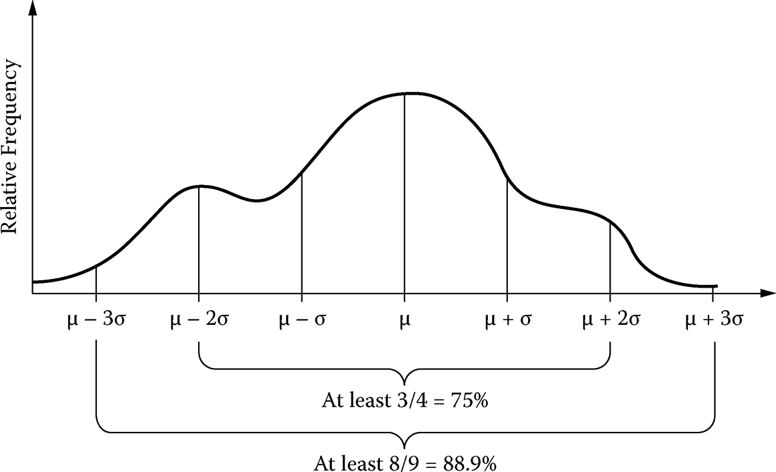 Relative Frequency
μ – 3σ μ – 2σ μ – σ μ μ + σ μ + 2σ μ + 3σ
At least 3/4 = 75%
At least 8/9 = 88.9%